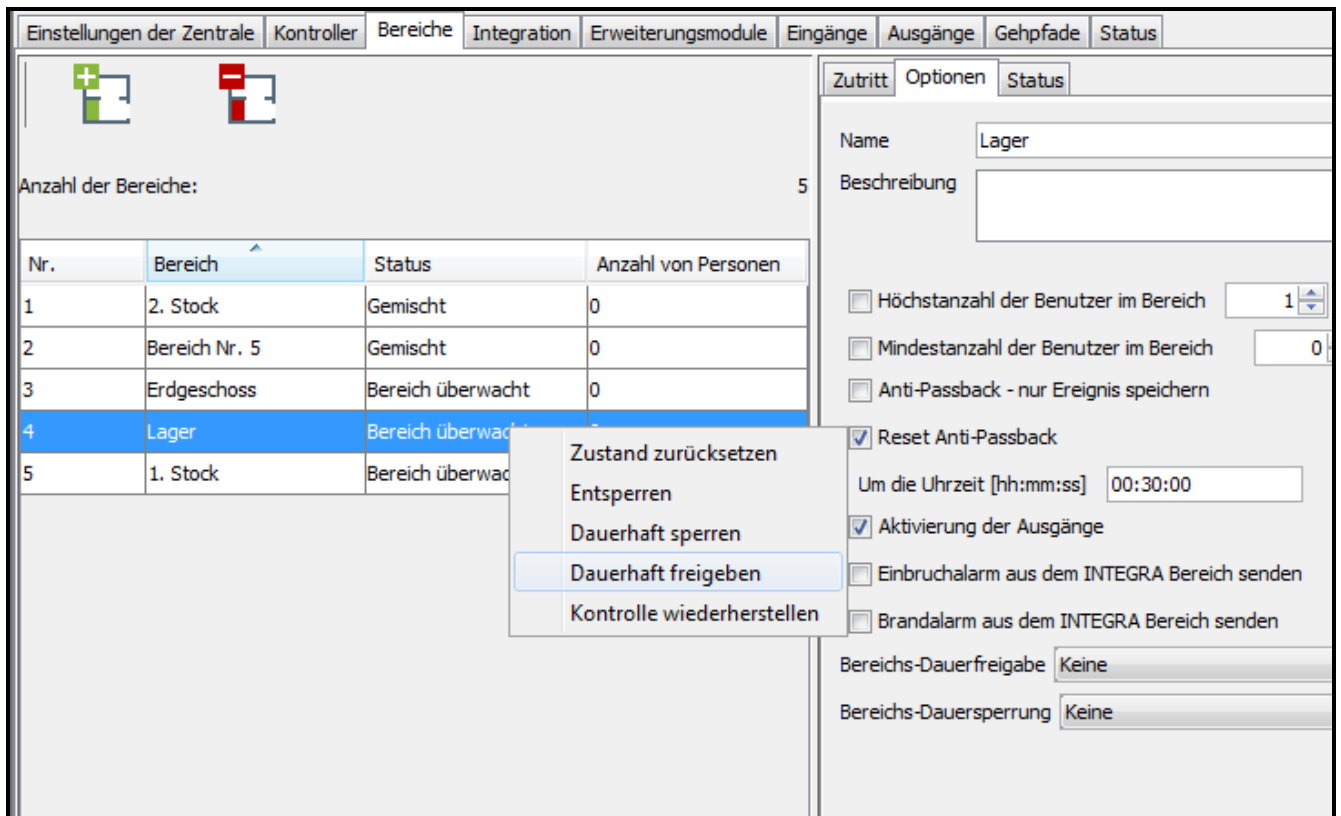 Einstellungen der Zentrale Kontroller Bereiche Integration Erweiterungsmodule Eingänge Ausgänge Gehpfade Status
Anzahl der Bereiche: 5
Nr. Bereich Status Anzahl von Personen
1 2. Stock Gemischt 0
2 Bereich Nr. 5 Gemischt 0
3 Erdgeschoss Bereich überwacht 0
4 Lager Bereich
5 1. Stock Bereich
Zustand zurücksetzen
Entsperren
Dauerhaft sperren
Dauerhaft freigeben
Kontrolle wiederherstellen
Zutritt Optionen Status
Name Lager
Beschreibung
Höchstanzahl der Benutzer im Bereich 1
Mindestanzahl der Benutzer im Bereich 0
Anti-Passback - nur Ereignis speichern
Reset Anti-Passback
Um die Uhrzeit [hh:mm:ss] 00:30:00
Aktivierung der Ausgänge
Einbruchalarm aus dem INTEGRA Bereich senden
Brandalarm aus dem INTEGRA Bereich senden
Bereichs-Dauerfreigabe Keine
Bereichs-Dauersperrung Keine